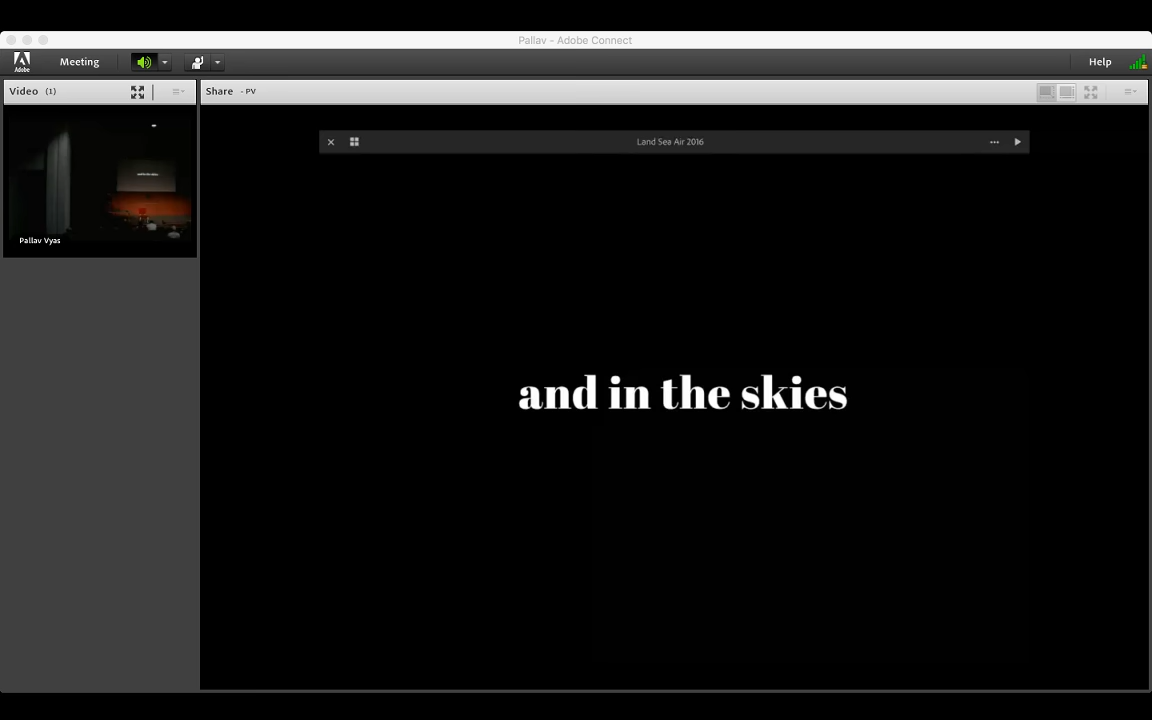 Pallav - Adobe Connect
Adobe
Meeting
Help
Video (1)
Share - PV
Land Sea Air 2016
Pallav Vyas
and in the skies